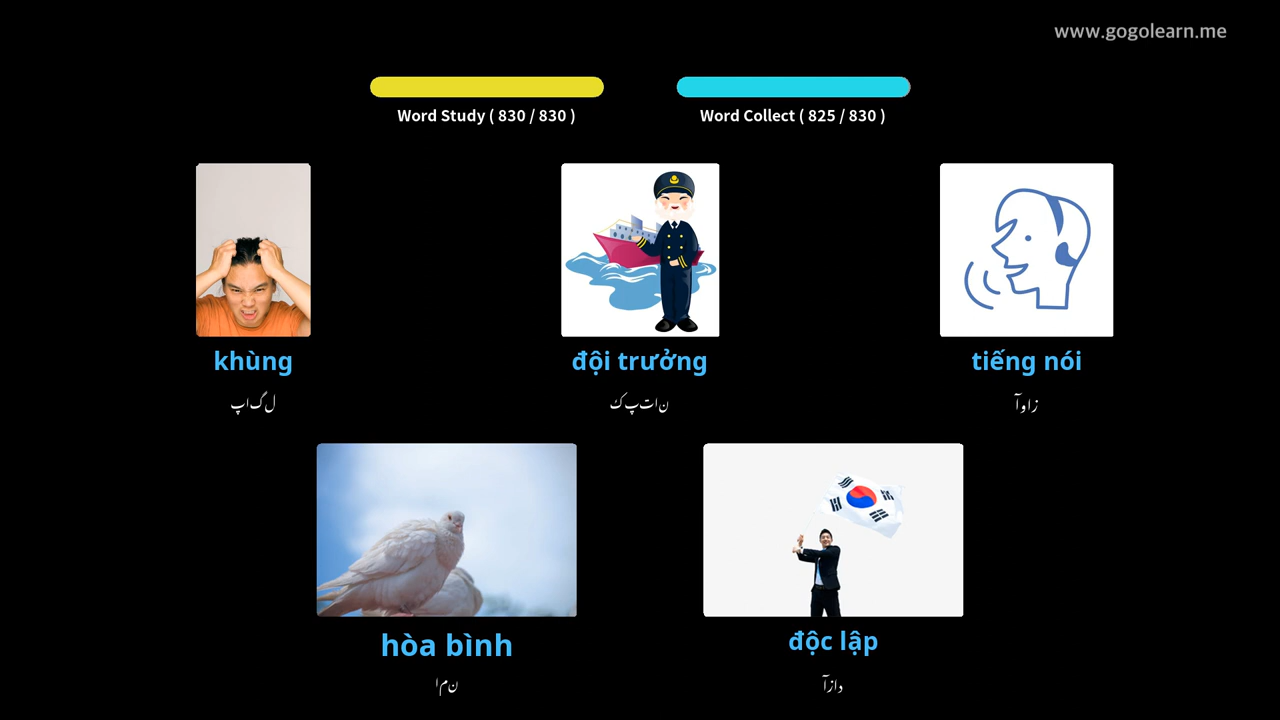 www.gogolearn.me
Word Study ( 830 / 830 )
Word Collect ( 825 / 830 )
khùng
đội trưởng
tiếng nói
پاگل
کپتان
آواز
hòa bình
độc lập
امن
آزاد